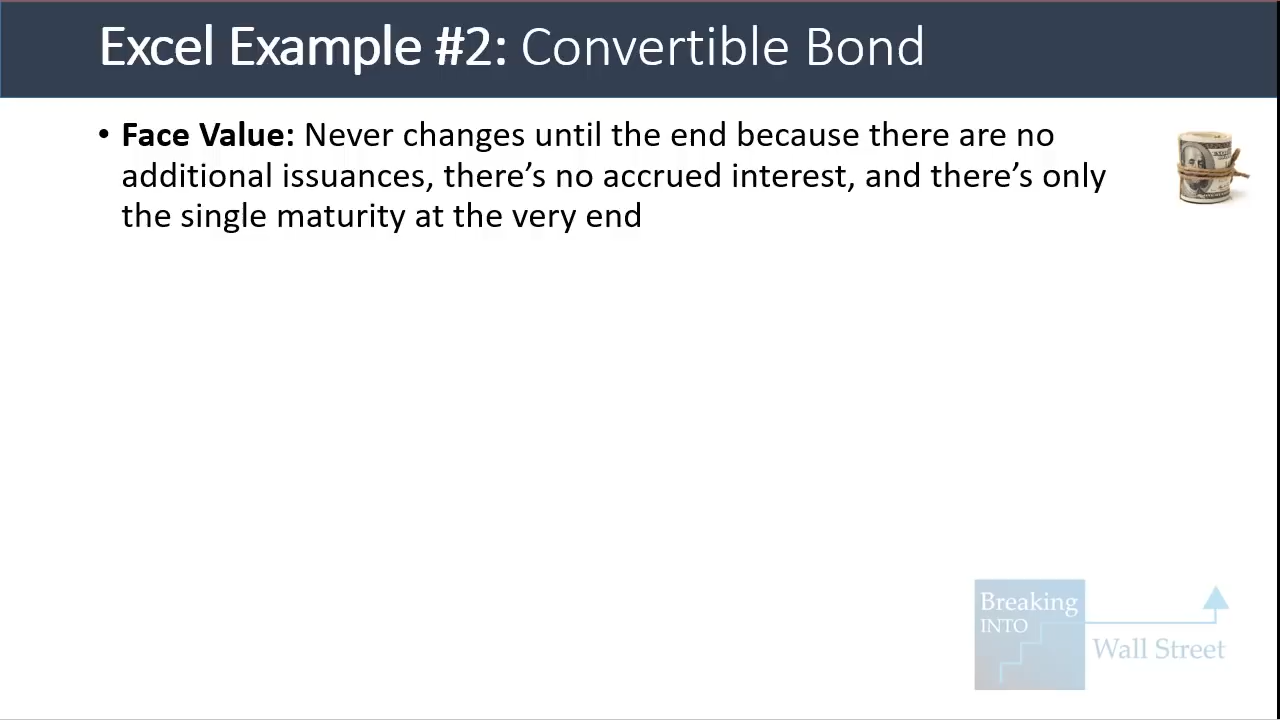 Excel Example #2: Convertible Bond
• Face Value: Never changes until the end because there are no
additional issuances, there’s no accrued interest, and there’s only
the single maturity at the very end
Breaking
INTO
Wall Street